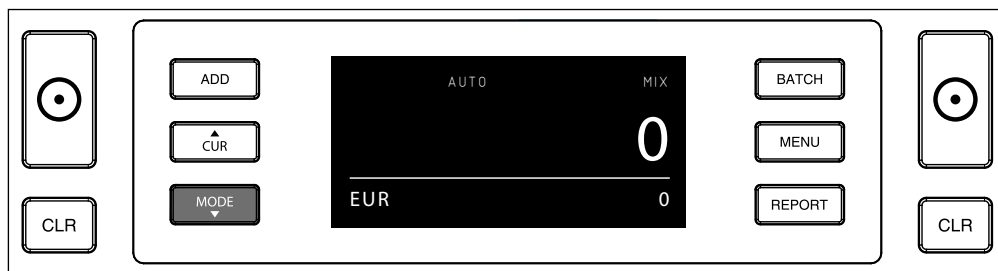 ADD
CUR
MODE
CLR
AUTO MIX
0
EUR 0
BATCH
MENU
REPORT
CLR